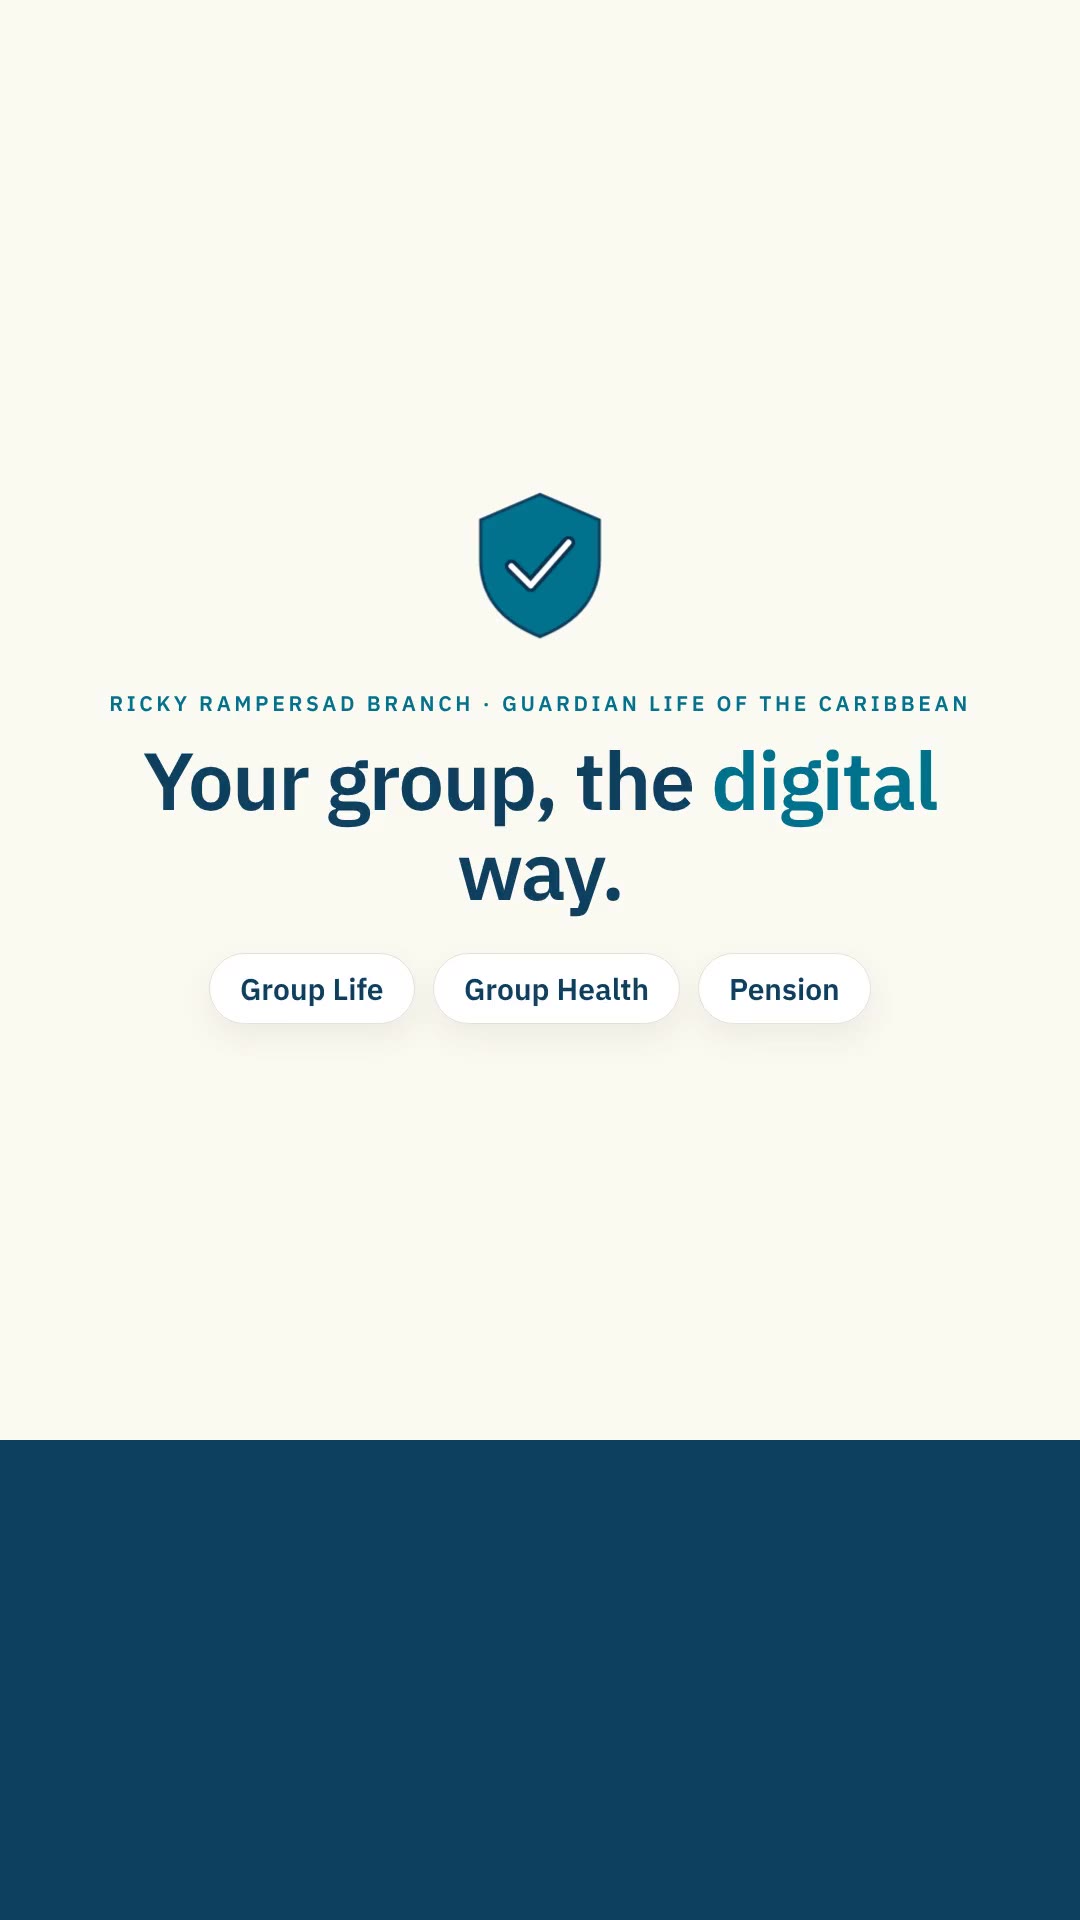 RICKY RAMPERSAD BRANCH · GUARDIAN LIFE OF THE CARIBBEAN
Your group, the digital
way.
Group Life
Group Health
Pension